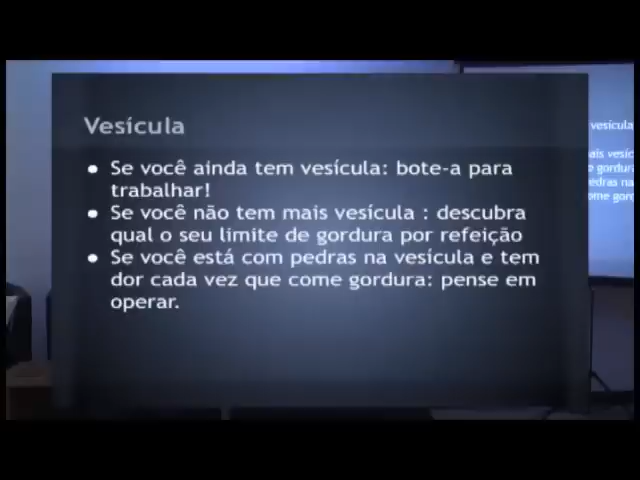 Vesícula
● Se você ainda tem vesícula: bote-a para
trabalhar!
● Se você não tem mais vesícula : descubra
qual o seu limite de gordura por refeição
● Se você está com pedras na vesícula e tem
dor cada vez que come gordura: pense em
operar.
vesícula